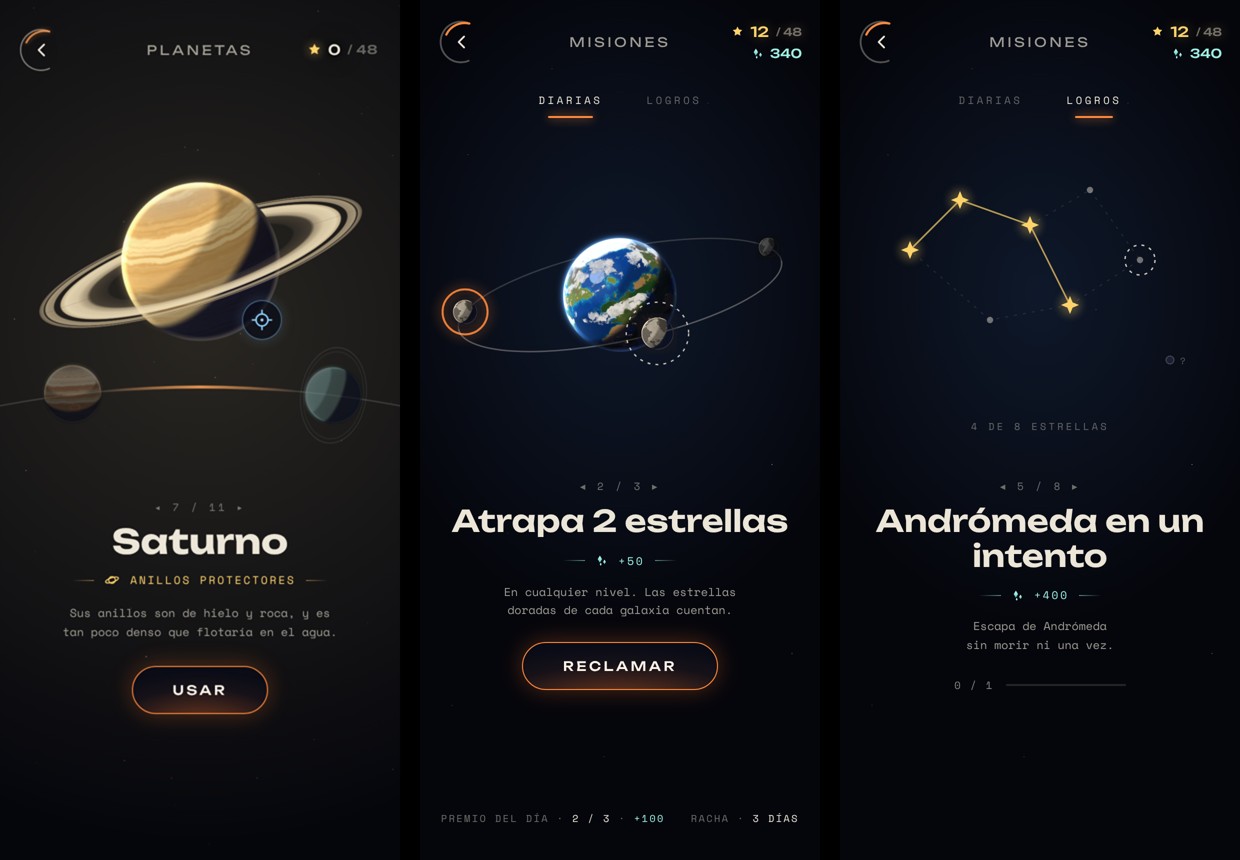 PLANETAS
0 / 48
7 / 11
Saturno
ANILLOS PROTECTORES
Sus anillos son de hielo y roca, y es
tan poco denso que flotaría en el agua.
USAR
MISIONES
12 / 48
340
DIARIAS
LOGROS
2 / 3
Atrapa 2 estrellas
+50
En cualquier nivel. Las estrellas
doradas de cada galaxia cuentan.
RECLAMAR
PREMIO DEL DÍA · 2 / 3 · +100
RACHA · 3 DÍAS
MISIONES
12 / 48
340
DIARIAS
LOGROS
?
4 DE 8 ESTRELLAS
5 / 8
Andrómeda en un
intento
+400
Escapa de Andrómeda
sin morir ni una vez.
0 / 1